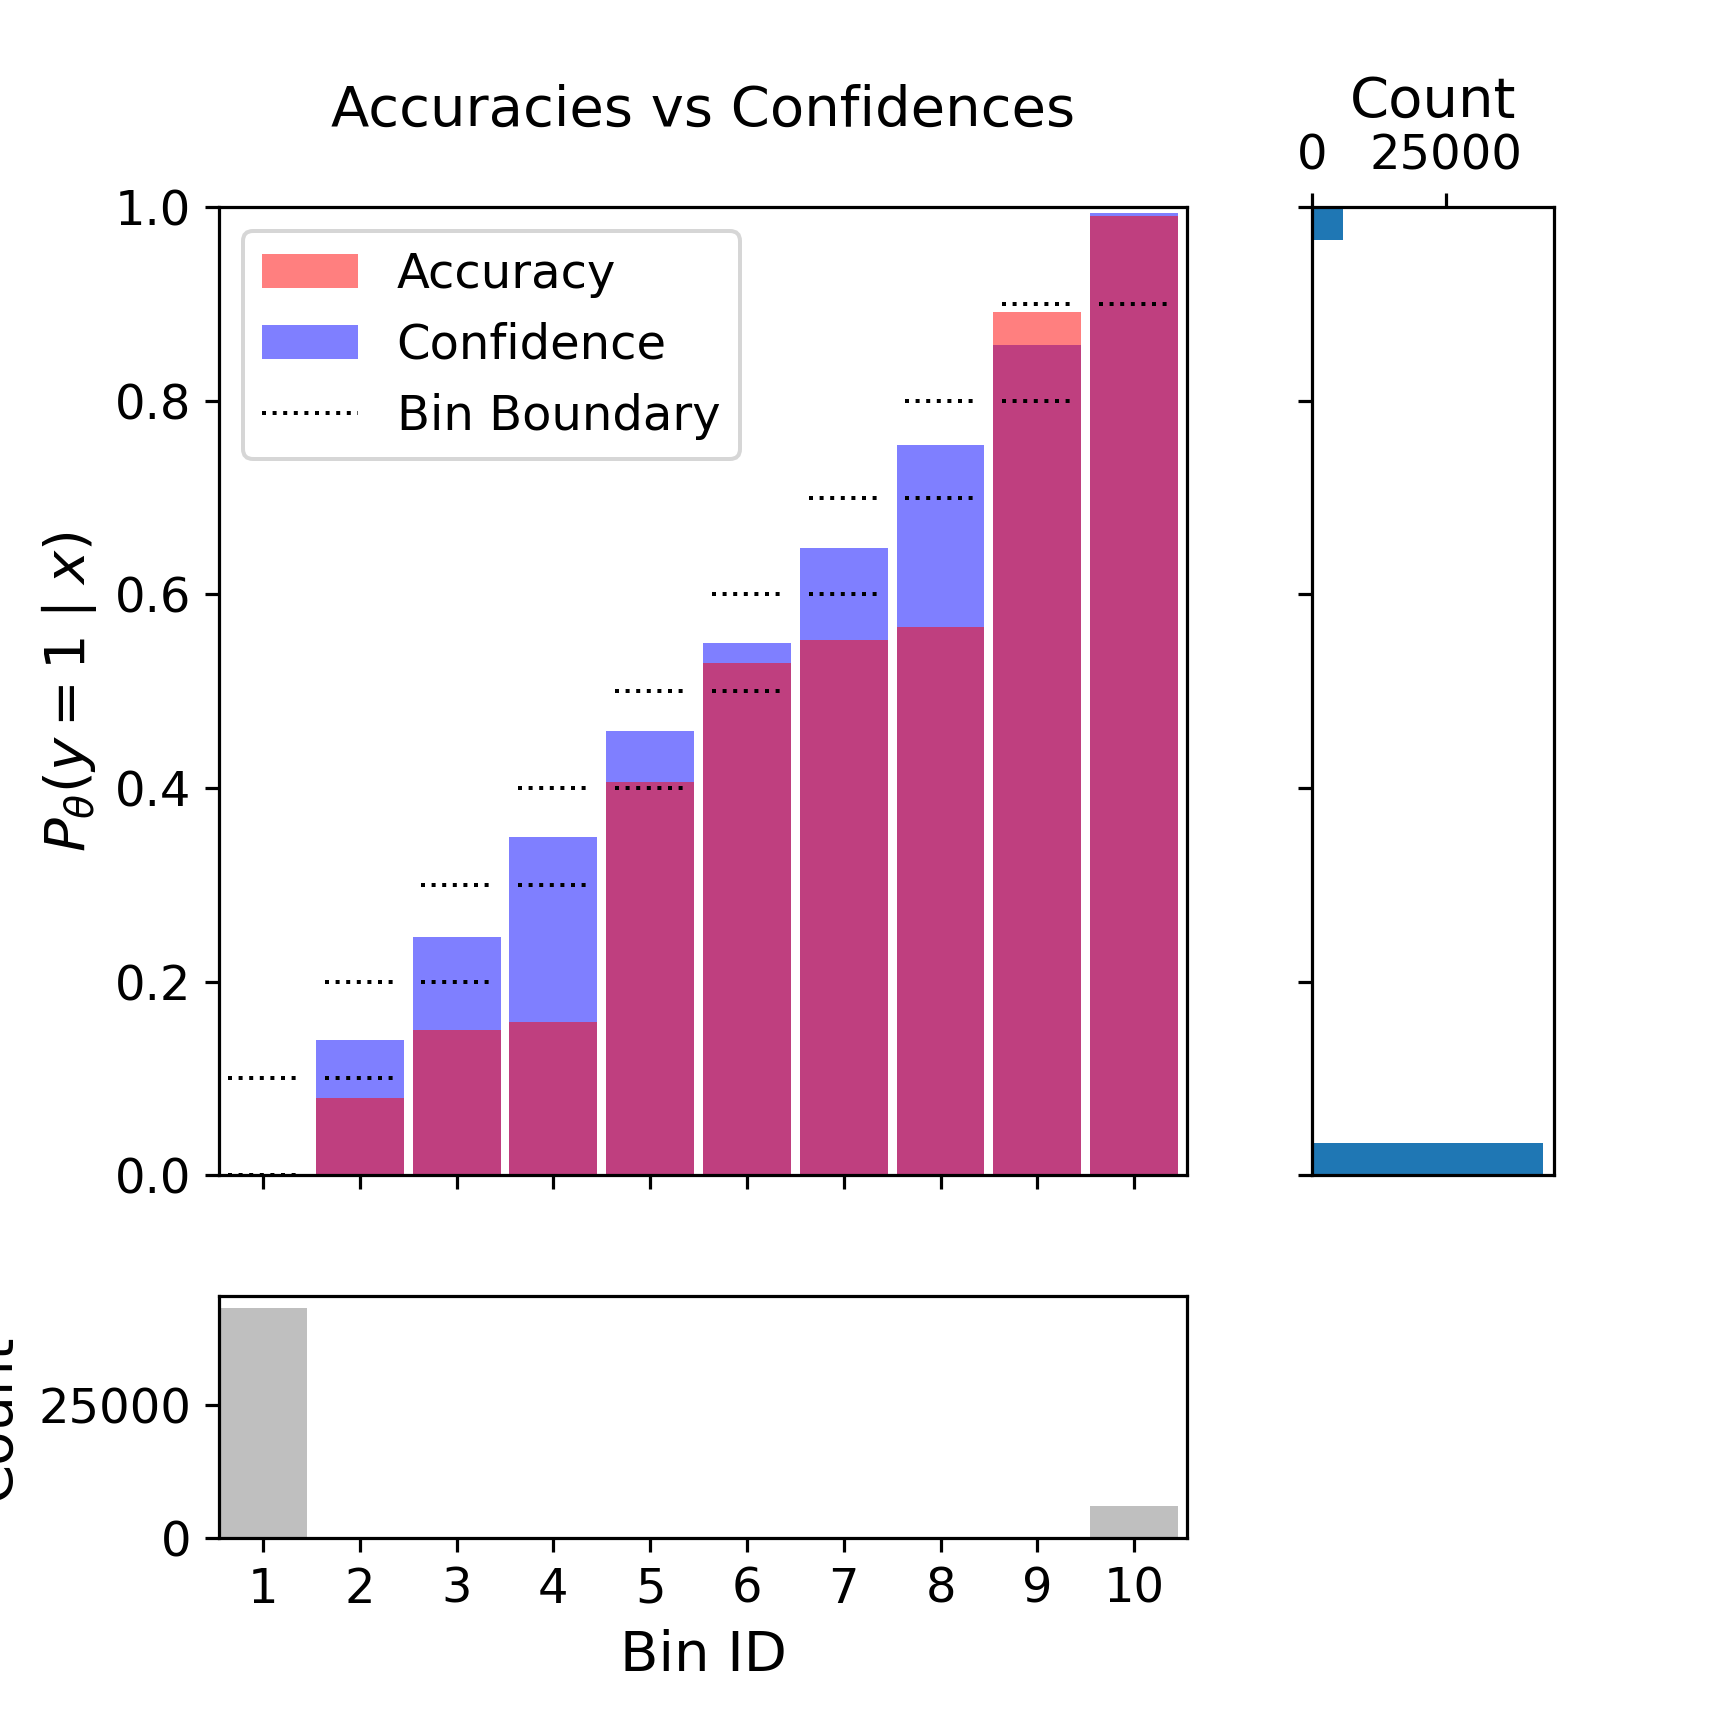 Accuracies vs Confidences
Count
0 25000
1.0
0.8
0.6
0.4
0.2
0.0
P_θ(y = 1 | x)
Accuracy
Confidence
Bin Boundary
25000
0
1 2 3 4 5 6 7 8 9 10
Bin ID